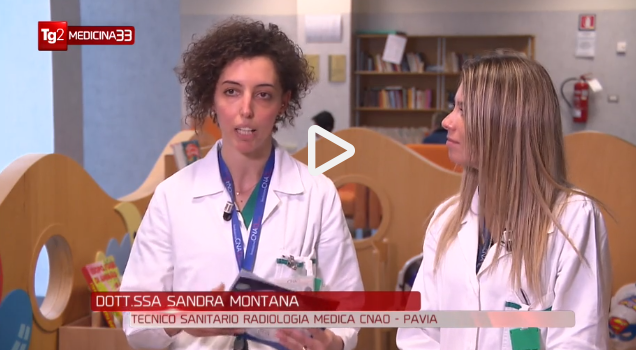 Tg2 MEDICINA33
DOTT.SSA SANDRA MONTANA
TECNICO SANITARIO RADIOLOGIA MEDICA CNAO - PAVIA